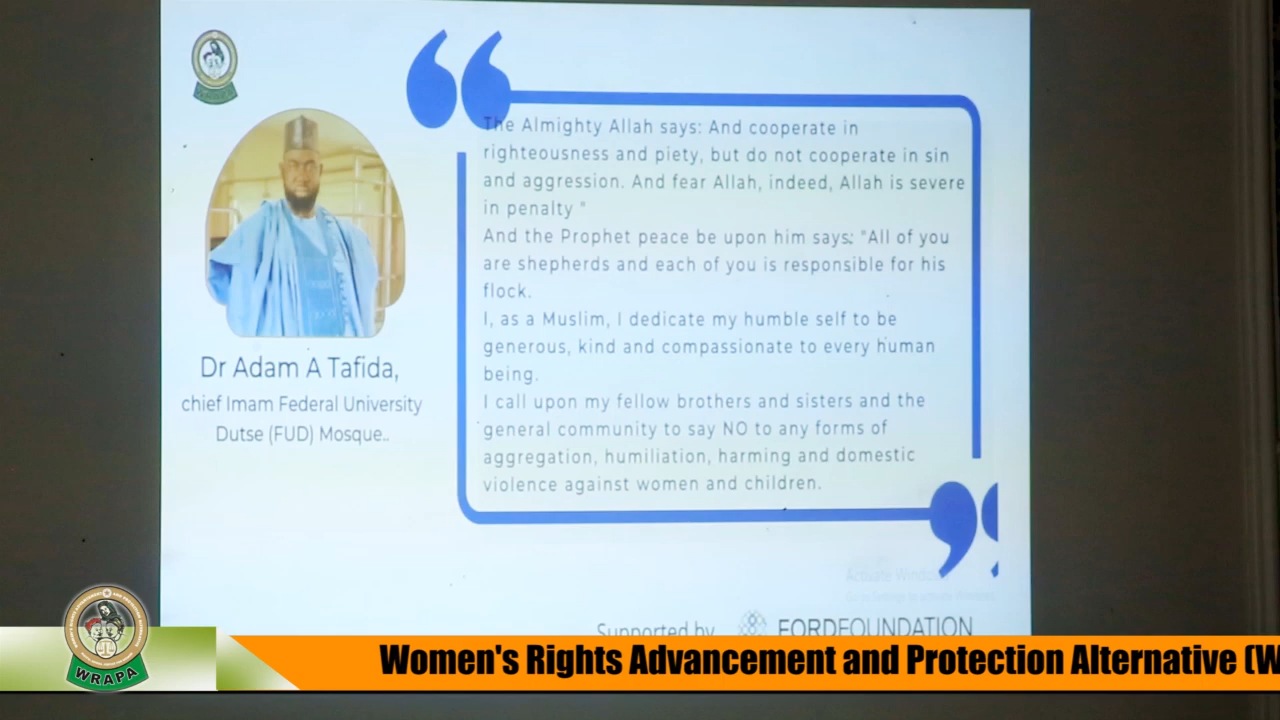 The Almighty Allah says: And cooperate in
righteousness and piety, but do not cooperate in sin
and aggression. And fear Allah, indeed, Allah is severe
in penalty "
And the Prophet peace be upon him says: "All of you
are shepherds and each of you is responsible for his
flock.
I, as a Muslim, I dedicate my humble self to be
generous, kind and compassionate to every human
being.
I call upon my fellow brothers and sisters and the
general community to say NO to any forms of
aggregation, humiliation, harming and domestic
violence against women and children.
Dr Adam A Tafida,
chief Imam Federal University
Dutse (FUD) Mosque..
Activate Windows
Supported by FORDFOUNDATION
WRAPA
Women's Rights Advancement and Protection Alternative (W